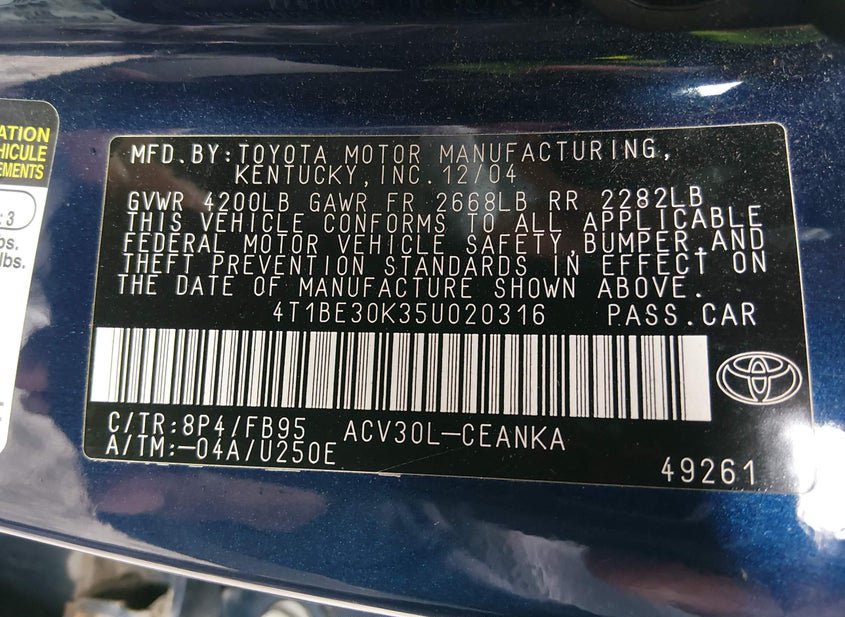 ATION
HICULE
EMENTS
: 3
os.
lbs.
MFD.BY:TOYOTA MOTOR MANUFACTURING,
KENTUCKY,INC.12/04
GVWR 4200LB GAWR FR 2668LB RR 2282LB
THIS VEHICLE CONFORMS TO ALL APPLICABLE
FEDERAL MOTOR VEHICLE SAFETY,BUMPER,AND
THEFT PREVENTION STANDARDS IN EFFECT ON
THE DATE OF MANUFACTURE SHOWN ABOVE.
4T1BE30K35U020316 PASS.CAR
C/TR:8P4/FB95 ACV30L-CEANKA
A/TM:-04A/U250E
49261